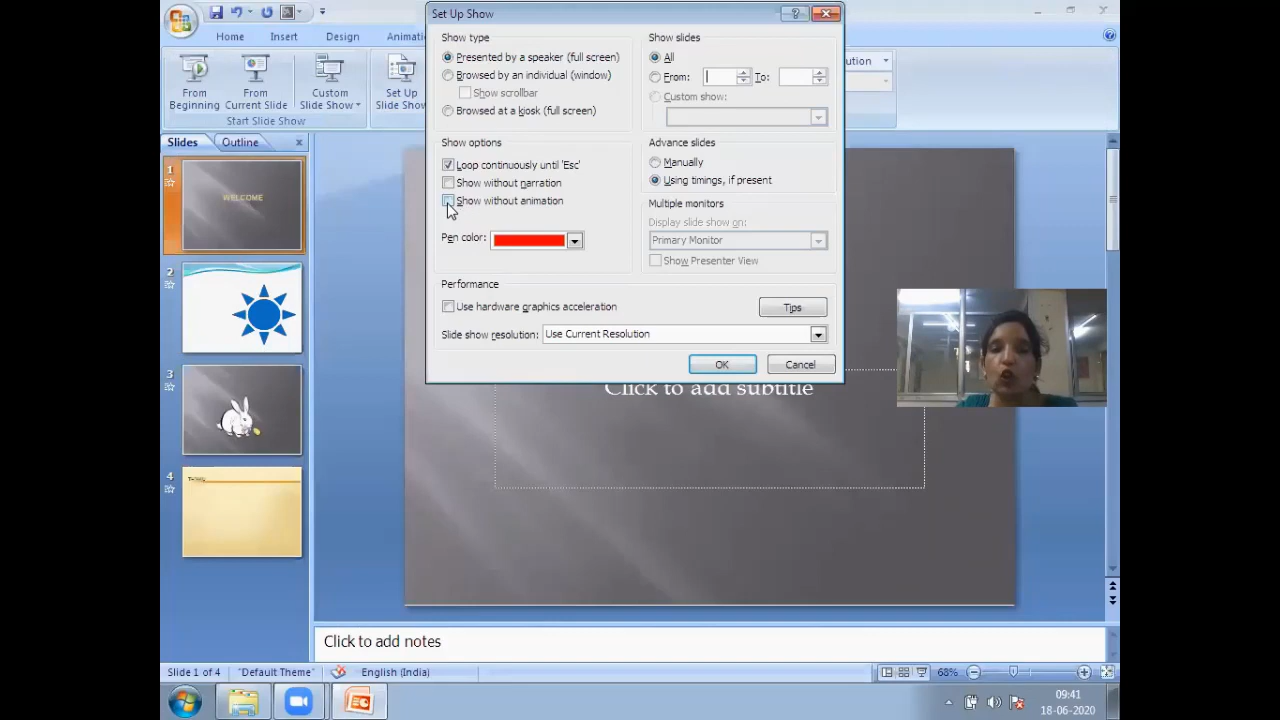 Set Up Show
Home Insert Design Animati
From Beginning
From Current Slide
Custom Slide Show
Set Up Slide Show
Start Slide Show
ution
Show type
Presented by a speaker (full screen)
Browsed by an individual (window)
Show scrollbar
Browsed at a kiosk (full screen)
Show slides
All
From: To:
Custom show:
Show options
Loop continuously until 'Esc'
Show without narration
Show without animation
Pen color:
Advance slides
Manually
Using timings, if present
Multiple monitors
Display slide show on:
Primary Monitor
Show Presenter View
Performance
Use hardware graphics acceleration
Tips
Slide show resolution: Use Current Resolution
OK Cancel
Slides Outline
1
WELCOME
2
3
4
Click to add subtitle
Click to add notes
Slide 1 of 4 "Default Theme" English (India) 68%
09:41
18-06-2020